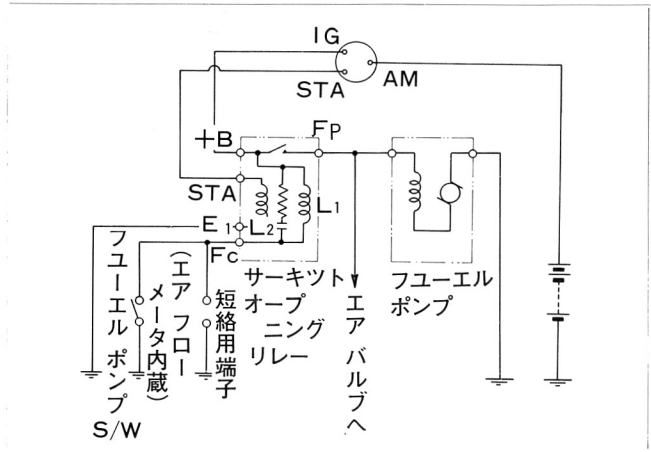 IG
STA
AM
+B
FP
STA
L1
E1
L2
Fc
サーキツト
オープ
ニング
リレー
フユーエル
ポンプ
エア バルブへ
短絡用端子
(エア フロー
メータ内蔵)
フユーエル ポンプ
S/W